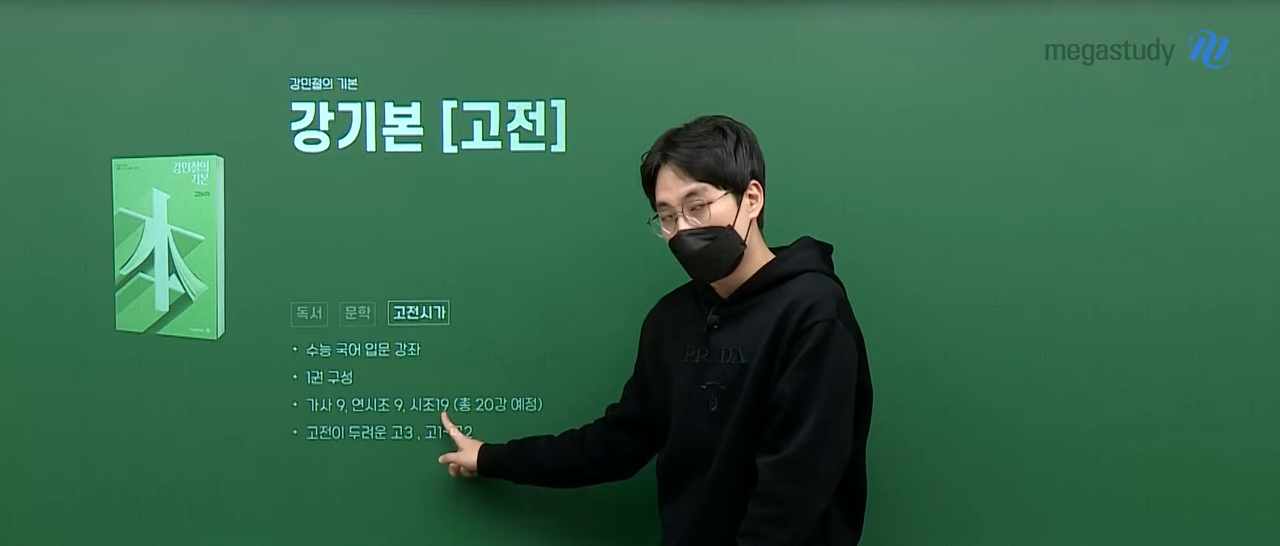 megastudy
강민철의 기본
강기본 [고전]
강민철의
기본
독서 문학 고전시가
• 수능 국어 입문 강좌
• 1권 구성
• 가사 9, 연시조 9, 시조19 (총 20강 예정)
• 고전이 두려운 고3 , 고1~고2
本
PRADA